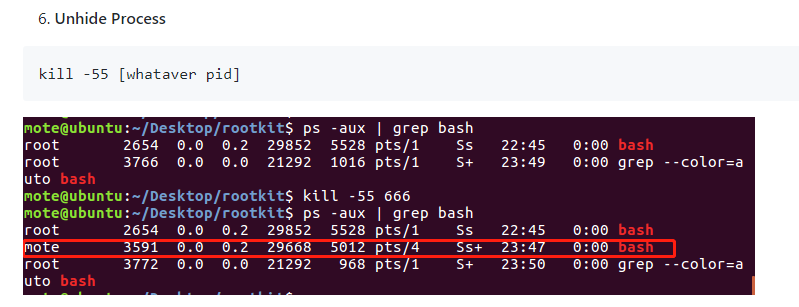 6. Unhide Process
kill -55 [whataver pid]
mote@ubuntu:~/Desktop/rootkit$ ps -aux | grep bash
root 2654 0.0 0.2 29852 5528 pts/1 Ss 22:45 0:00 bash
root 3766 0.0 0.0 21292 1016 pts/1 S+ 23:49 0:00 grep --color=a
uto bash
mote@ubuntu:~/Desktop/rootkit$ kill -55 666
mote@ubuntu:~/Desktop/rootkit$ ps -aux | grep bash
root 2654 0.0 0.2 29852 5528 pts/1 Ss 22:45 0:00 bash
mote 3591 0.0 0.2 29668 5012 pts/4 Ss+ 23:47 0:00 bash
root 3772 0.0 0.0 21292 968 pts/1 S+ 23:50 0:00 grep --color=a
uto bash
mote@ubuntu:~/Desktop/rootkit$